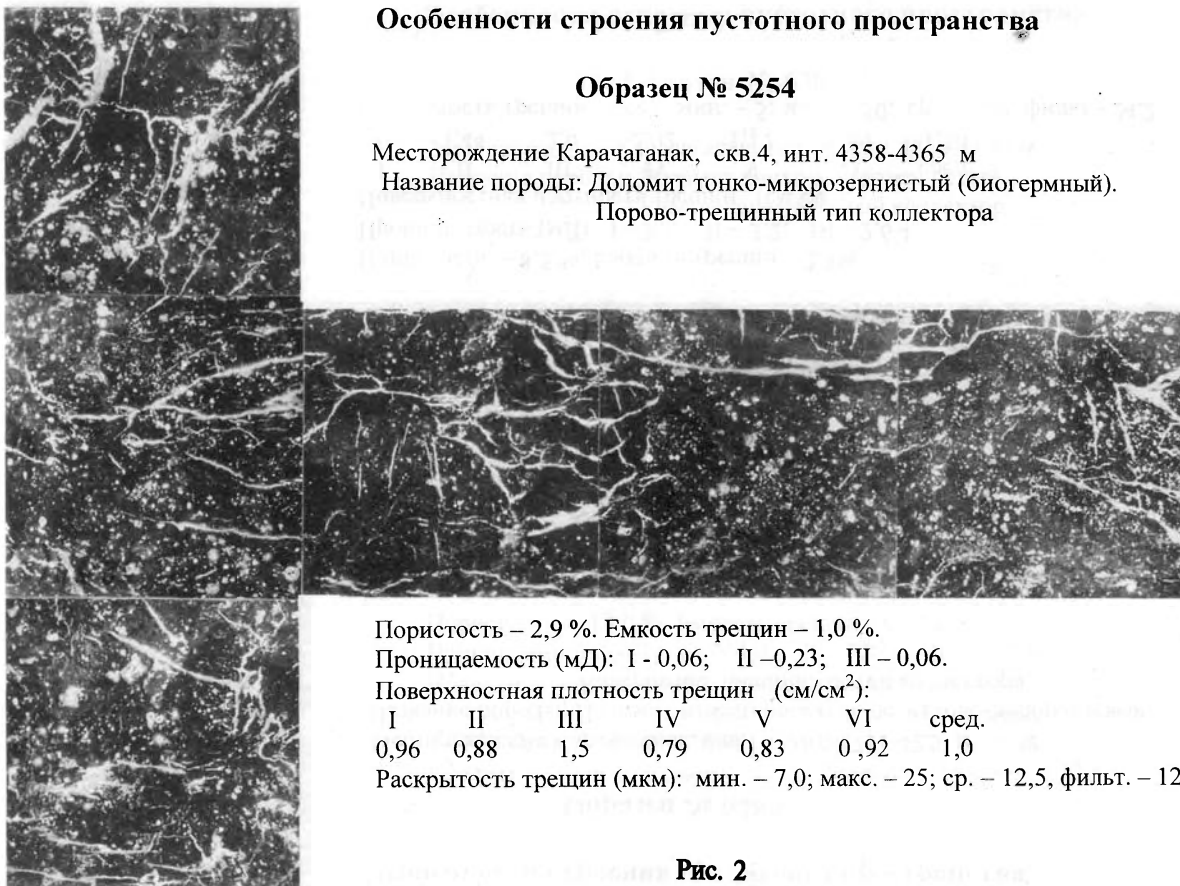 Особенности строения пустотного пространства
Образец № 5254
Месторождение Карачаганак, скв.4, инт. 4358-4365 м
Название породы: Доломит тонко-микрозернистый (биогермный).
Порово-трещинный тип коллектора
Пористость – 2,9 %. Емкость трещин – 1,0 %.
Проницаемость (мД): I - 0,06; II –0,23; III – 0,06.
Поверхностная плотность трещин (см/см²):
I II III IV V VI сред.
0,96 0,88 1,5 0,79 0,83 0,92 1,0
Раскрытость трещин (мкм): мин. – 7,0; макс. – 25; ср. – 12,5, фильт. – 12
Рис. 2